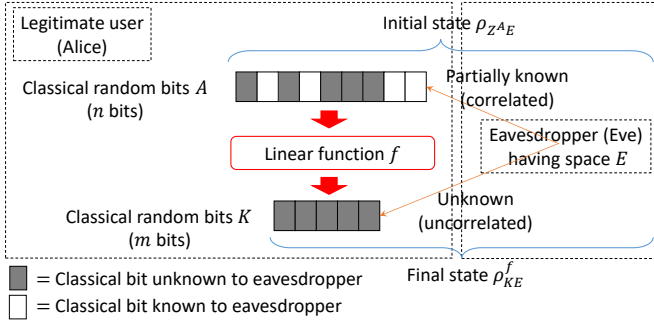 Legitimate user
(Alice)
Initial state ρ_{Z^A E}
Classical random bits A
(n bits)
Partially known
(correlated)
Linear function f
Eavesdropper (Eve)
having space E
Classical random bits K
(m bits)
Unknown
(uncorrelated)
Final state ρ^f_{KE}
= Classical bit unknown to eavesdropper
= Classical bit known to eavesdropper